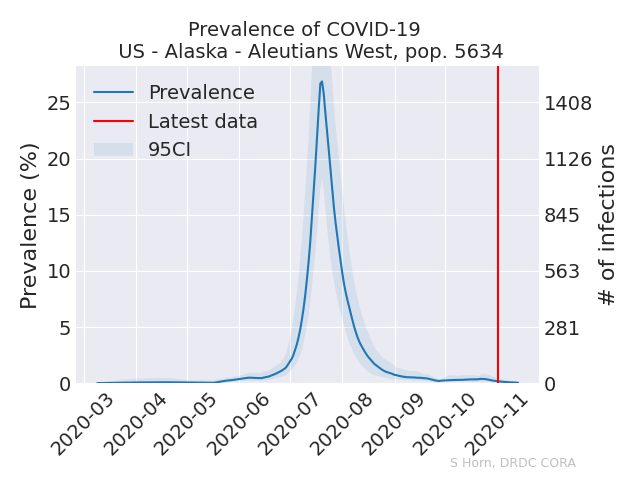 Prevalence of COVID-19
US - Alaska - Aleutians West, pop. 5634
Prevalence
Latest data
95CI
Prevalence (%)
25
20
15
10
5
0
1408
1126
845
563
281
0
# of infections
2020-03
2020-04
2020-05
2020-06
2020-07
2020-08
2020-09
2020-10
2020-11
S Horn, DRDC CORA